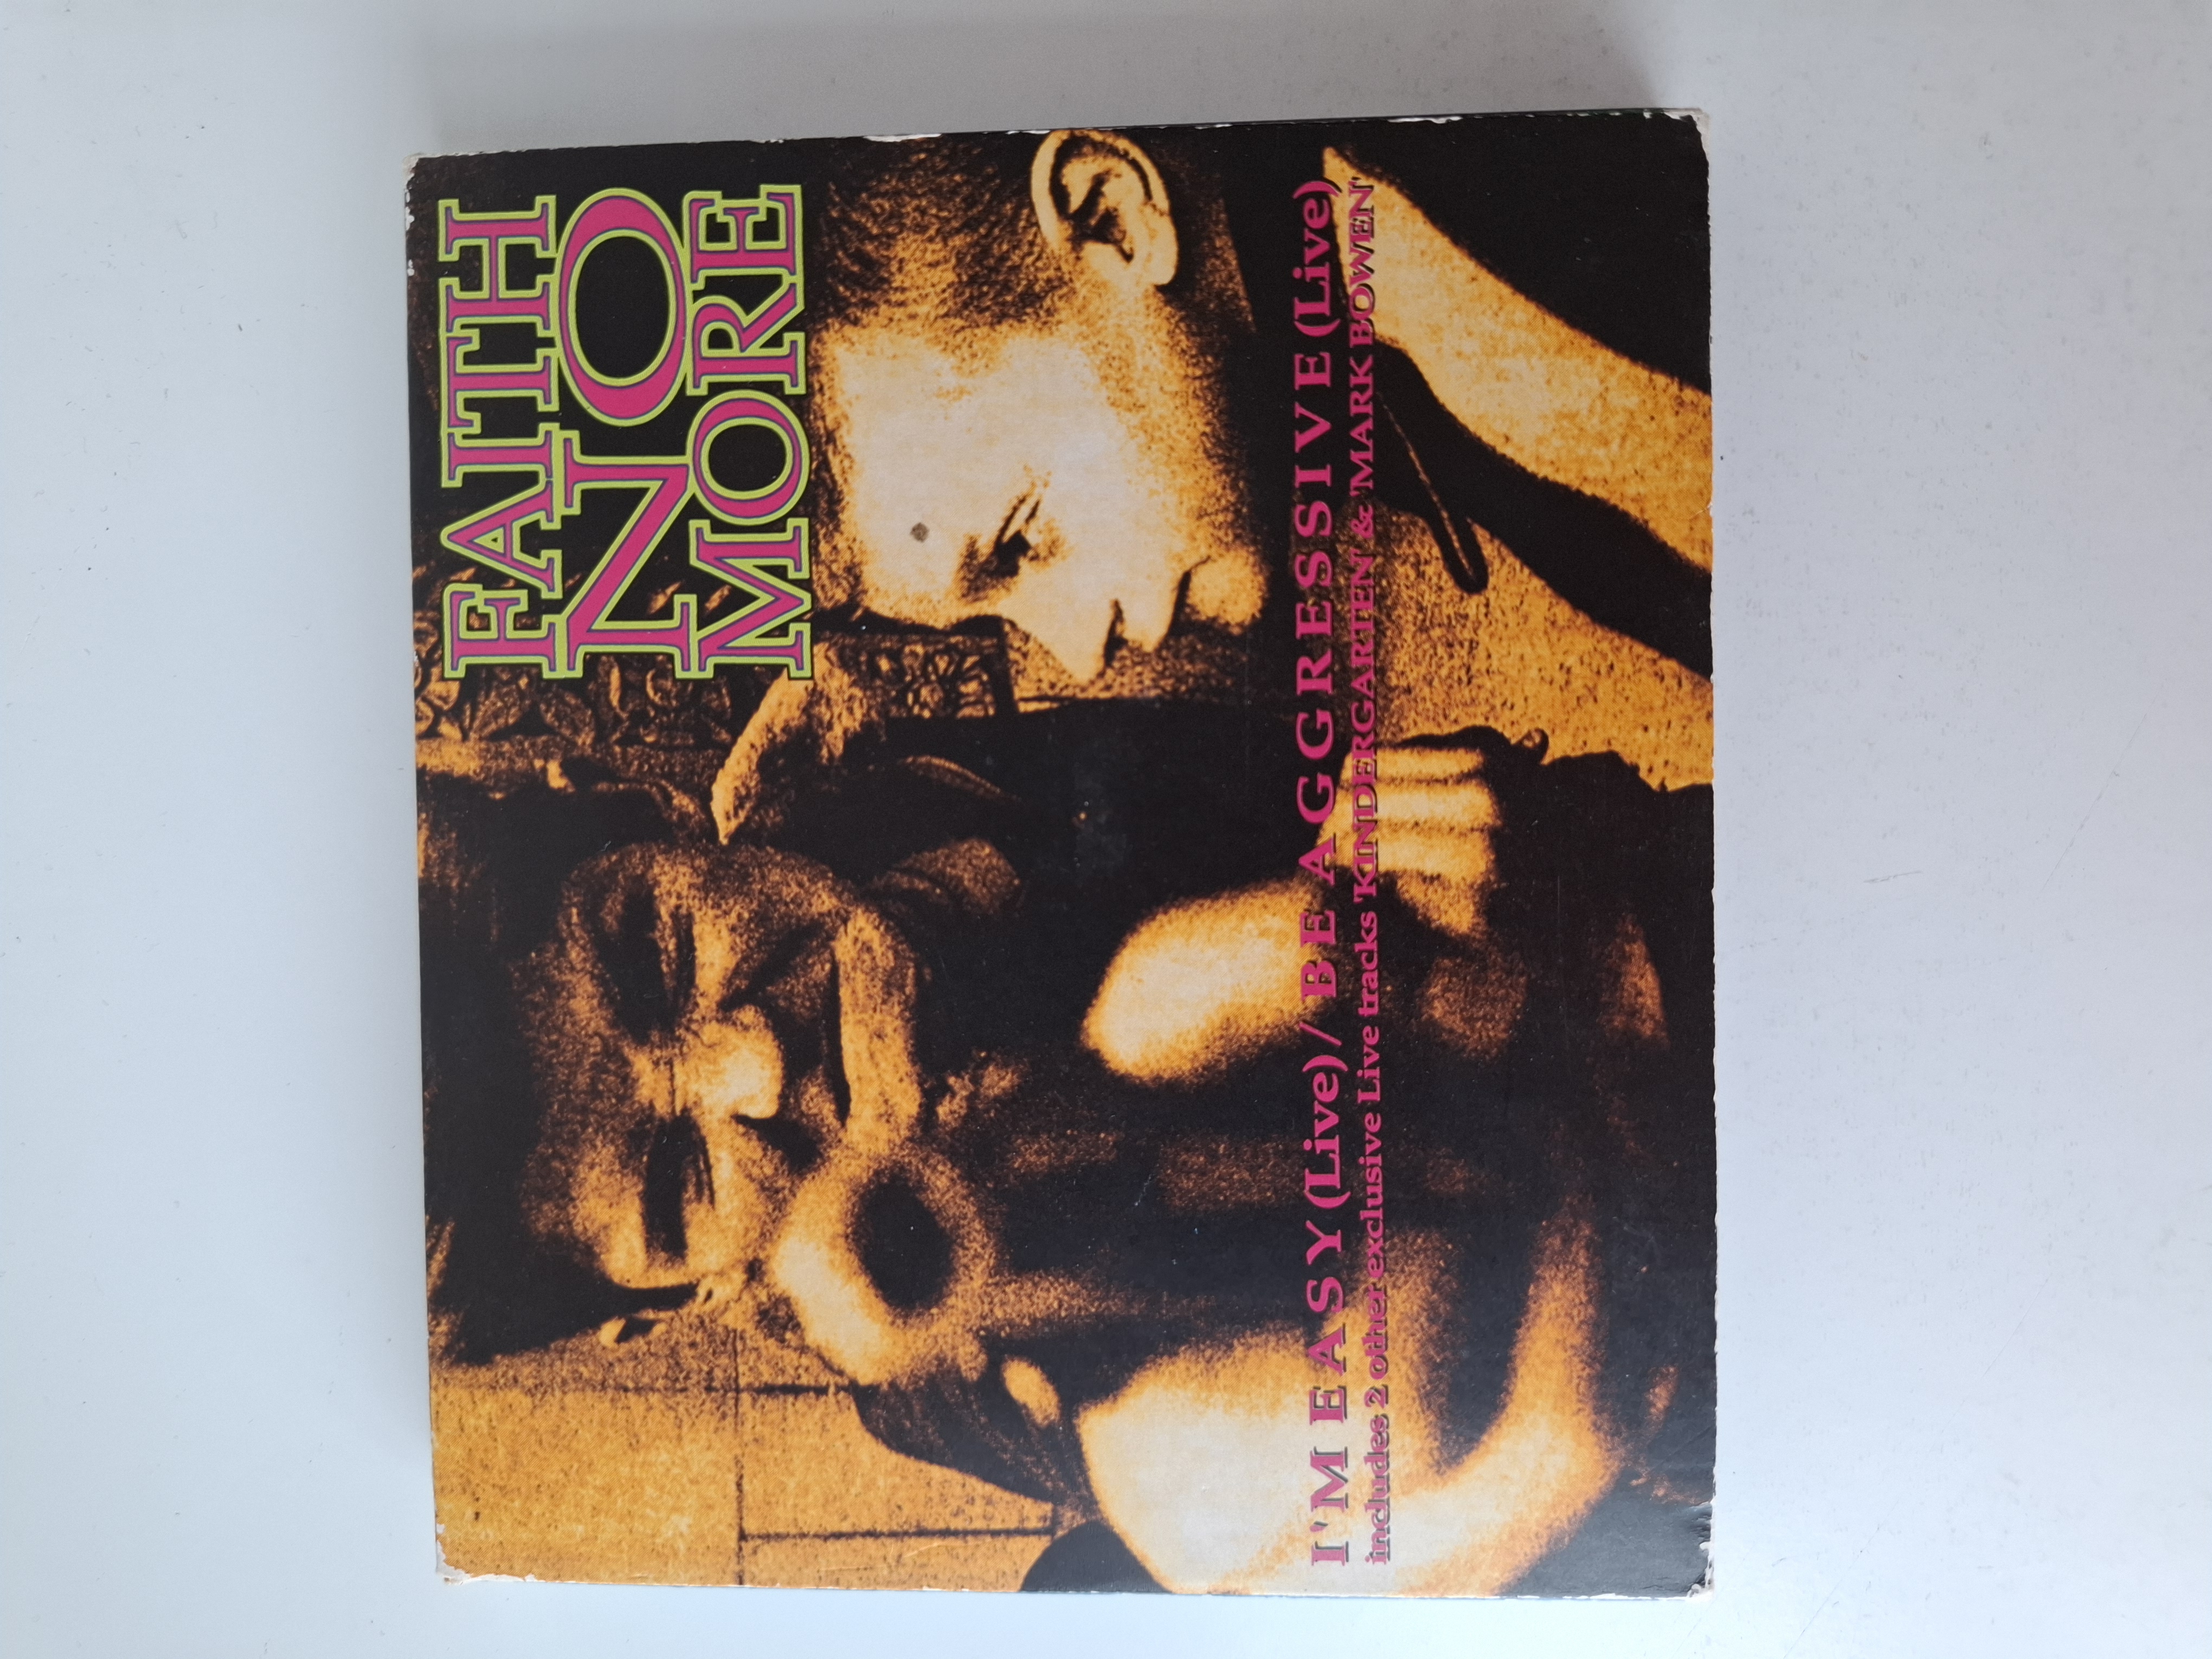 FAITH
NO
MORE
I'M EASY (Live) / BE AGGRESSIVE (Live)
includes 2 other exclusive Live tracks 'KINDERGARTEN' & 'MARK BOWEN'